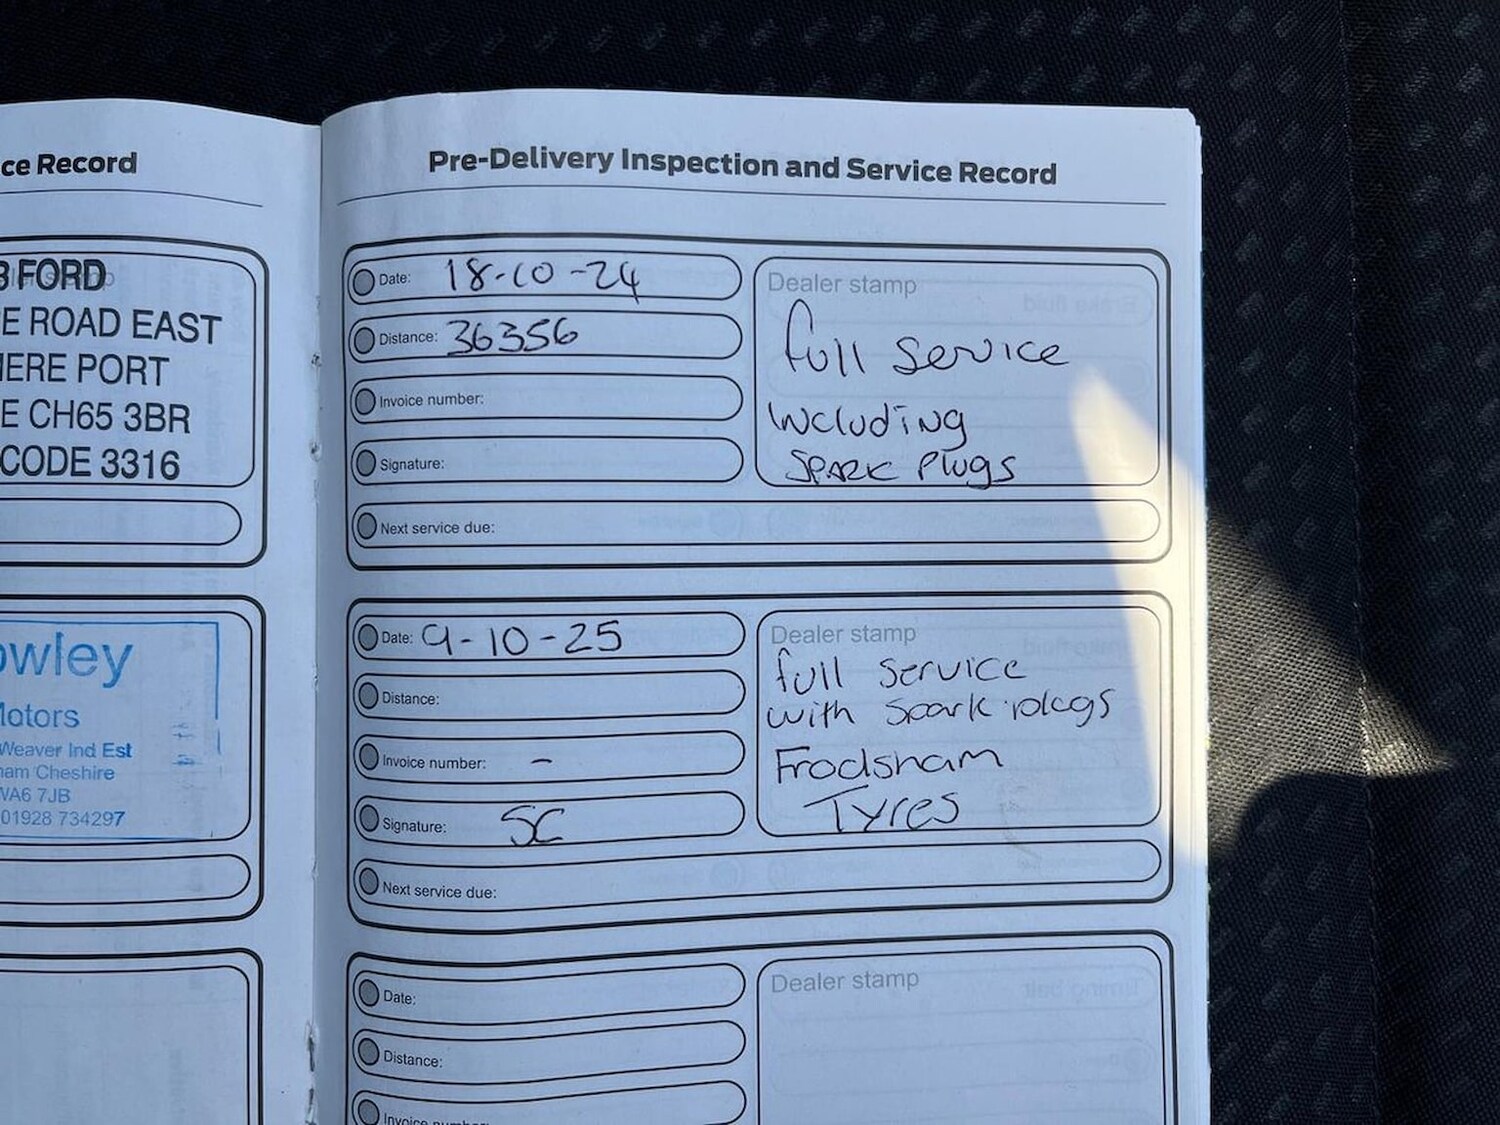 ce Record
FORD
E ROAD EAST
ERE PORT
E CH65 3BR
CODE 3316
owley
Motors
Weaver Ind Est
ham Cheshire
WA6 7JB
01928 734297
Pre-Delivery Inspection and Service Record
Date: 18-10-24
Distance: 36356
Invoice number:
Signature:
Next service due:
Dealer stamp
full service
including
SPARK Plugs
Date: 9-10-25
Distance:
Invoice number: -
Signature: SC
Next service due:
Dealer stamp
full service
with spark plugs
Frodsham
Tyres
Date:
Distance:
Invoice number:
Dealer stamp